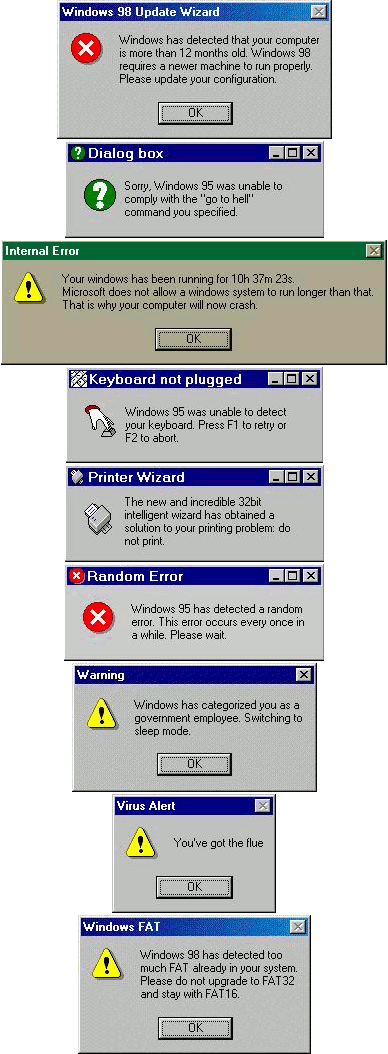 Windows 98 Update Wizard
Windows has detected that your computer
is more than 12 months old. Windows 98
requires a newer machine to run properly.
Please update your configuration.
OK
Dialog box
Sorry, Windows 95 was unable to
comply with the "go to hell"
command you specified.
Internal Error
Your windows has been running for 10h 37m 23s.
Microsoft does not allow a windows system to run longer than that.
That is why your computer will now crash.
OK
Keyboard not plugged
Windows 95 was unable to detect
your keyboard. Press F1 to retry or
F2 to abort.
Printer Wizard
The new and incredible 32bit
intelligent wizard has obtained a
solution to your printing problem: do
not print.
Random Error
Windows 95 has detected a random
error. This error occurs every once in
a while. Please wait.
Warning
Windows has categorized you as a
government employee. Switching to
sleep mode.
OK
Virus Alert
You've got the flue
OK
Windows FAT
Windows 98 has detected too
much FAT already in your system.
Please do not upgrade to FAT32
and stay with FAT16.
OK